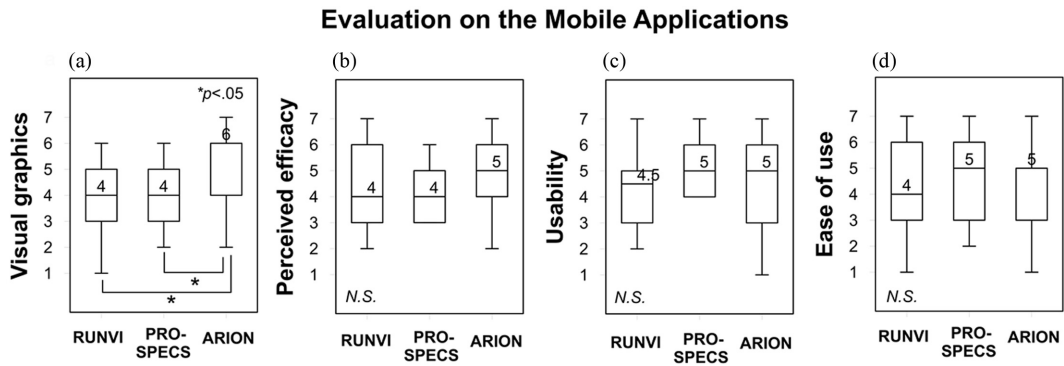 Evaluation on the Mobile Applications
(a)
*p<.05
Visual graphics
7
6
5
4
3
2
1
4
4
6
*
*
RUNVI
PRO-
SPECS
ARION
(b)
Perceived efficacy
7
6
5
4
3
2
1
4
4
5
N.S.
RUNVI
PRO-
SPECS
ARION
(c)
Usability
7
6
5
4
3
2
1
4.5
5
5
N.S.
RUNVI
PRO-
SPECS
ARION
(d)
Ease of use
7
6
5
4
3
2
1
4
5
5
N.S.
RUNVI
PRO-
SPECS
ARION